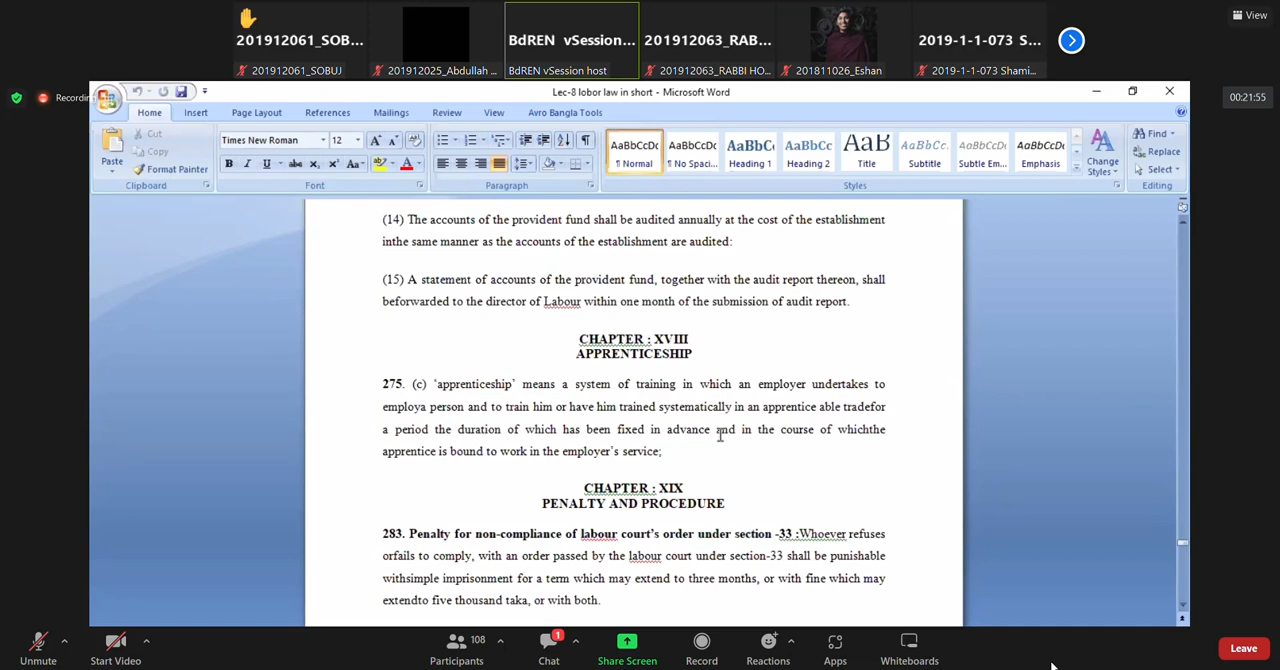 View
201912061_SOB...
BdREN vSession...
201912063_RAB...
2019-1-1-073 S...
201912061_SOBUJ
201912025_Abdullah ...
BdREN vSession host
201912063_RABBI HO...
201811026_Eshan
2019-1-1-073 Shami...
Recording
Lec-8 lobor law in short - Microsoft Word
00:21:55
Home Insert Page Layout References Mailings Review View Avro Bangla Tools
Paste
Cut
Copy
Format Painter
Clipboard
Times New Roman 12
Font
Paragraph
AaBbCcDc AaBbCcDc AaBbC AaBbCc AaB AaBbCc. AaBbCcDc AaBbCcDc
¶ Normal ¶ No Spaci... Heading 1 Heading 2 Title Subtitle Subtle Em... Emphasis
Change
Styles
Styles
Find
Replace
Select
Editing
(14) The accounts of the provident fund shall be audited annually at the cost of the establishment
inthe same manner as the accounts of the establishment are audited:
(15) A statement of accounts of the provident fund, together with the audit report thereon, shall
beforwarded to the director of Labour within one month of the submission of audit report.
CHAPTER : XVIII
APPRENTICESHIP
275. (c) 'apprenticeship' means a system of training in which an employer undertakes to
employa person and to train him or have him trained systematically in an apprentice able tradefor
a period the duration of which has been fixed in advance and in the course of whichthe
apprentice is bound to work in the employer's service;
CHAPTER : XIX
PENALTY AND PROCEDURE
283. Penalty for non-compliance of labour court's order under section -33 :Whoever refuses
orfails to comply, with an order passed by the labour court under section-33 shall be punishable
withsimple imprisonment for a term which may extend to three months, or with fine which may
extendto five thousand taka, or with both.
Unmute
Start Video
108
Participants
1
Chat
Share Screen
Record
Reactions
Apps
Whiteboards
Leave